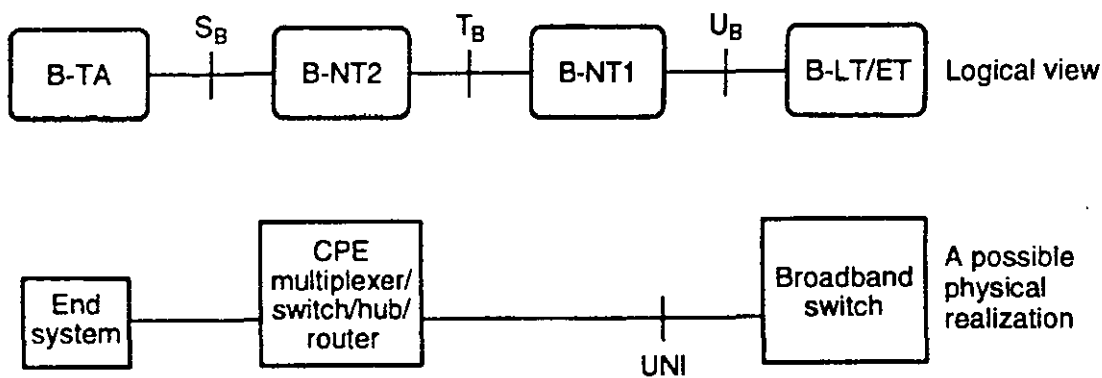 S_B
T_B
U_B
B-TA
B-NT2
B-NT1
B-LT/ET
Logical view
End
system
CPE
multiplexer/
switch/hub/
router
UNI
Broadband
switch
A possible
physical
realization